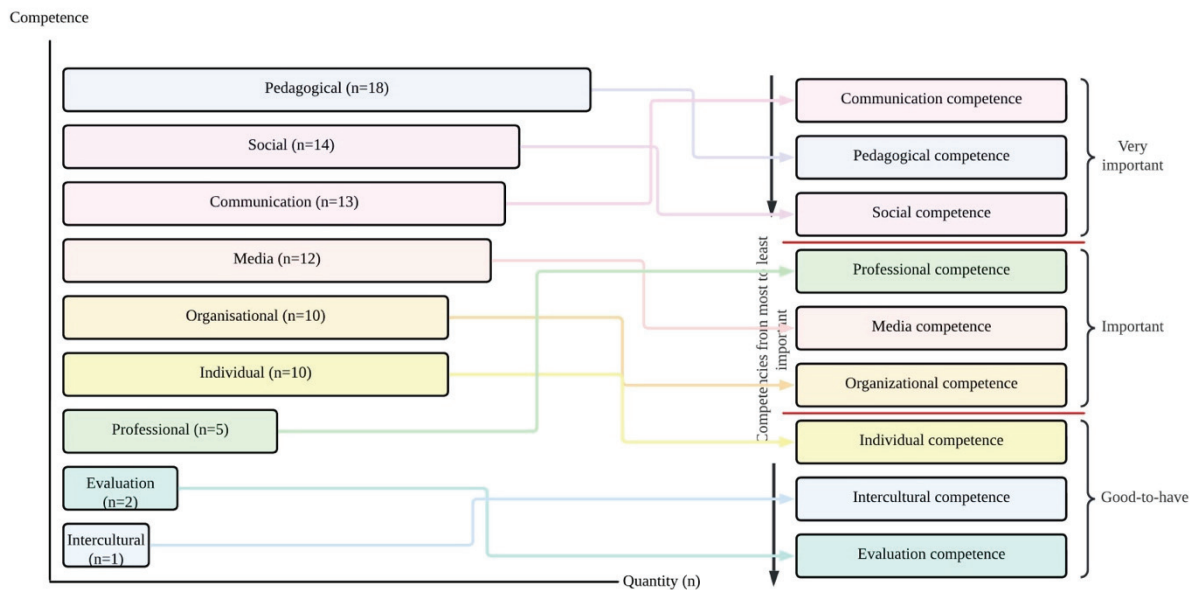 Competence
Pedagogical (n=18)
Social (n=14)
Communication (n=13)
Media (n=12)
Organisational (n=10)
Individual (n=10)
Professional (n=5)
Evaluation
(n=2)
Intercultural
(n=1)
Quantity (n)
Competencies from most to least
important
Communication competence
Pedagogical competence
Social competence
Professional competence
Media competence
Organizational competence
Individual competence
Intercultural competence
Evaluation competence
Very
important
Important
Good-to-have